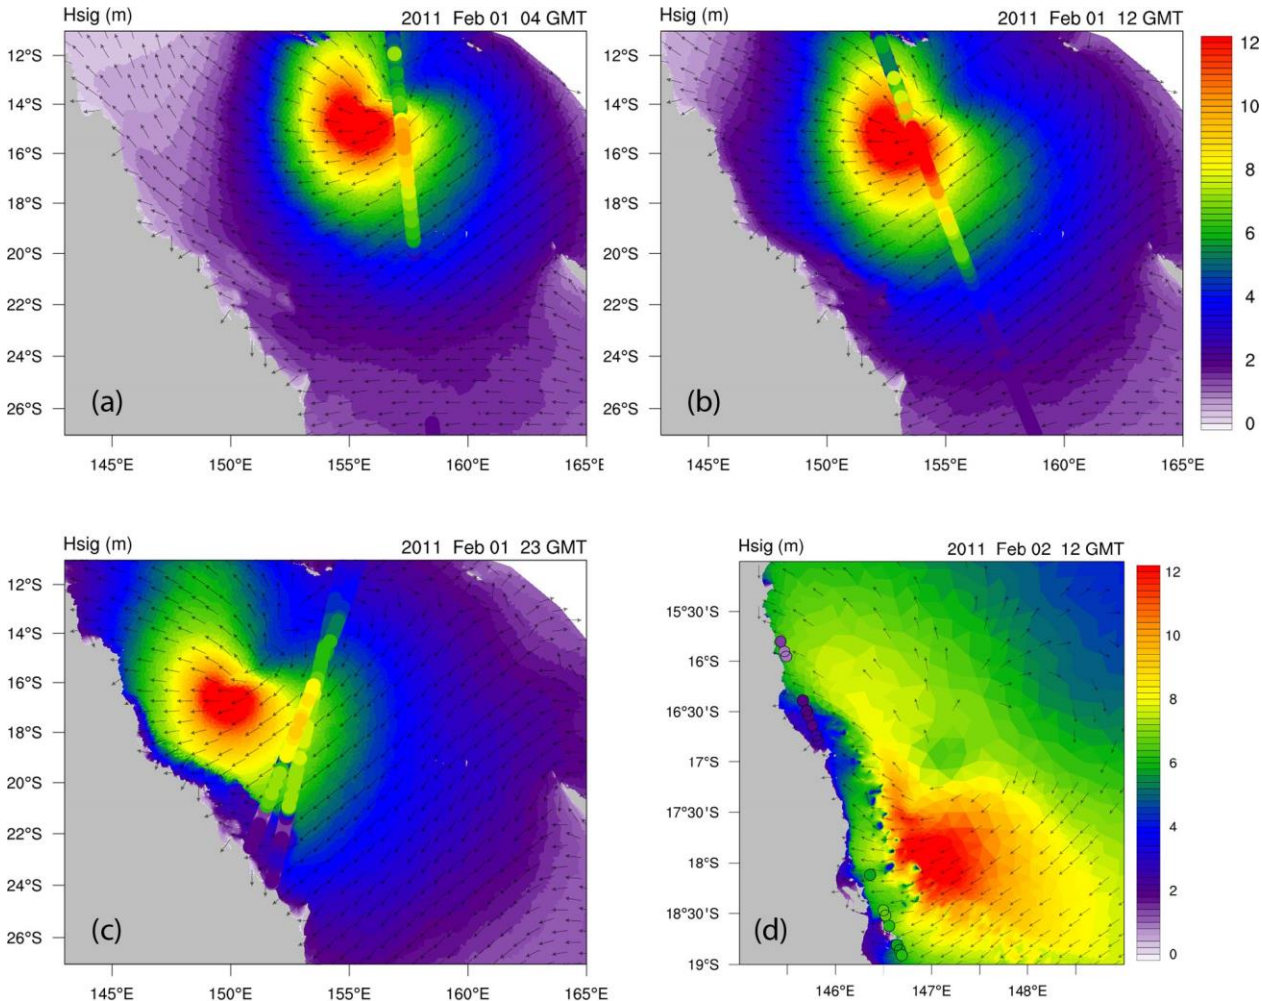 Hsig (m) 2011 Feb 01 04 GMT
12°S
14°S
16°S
18°S
20°S
22°S
24°S
26°S
(a)
145°E 150°E 155°E 160°E 165°E
Hsig (m) 2011 Feb 01 12 GMT
12°S
14°S
16°S
18°S
20°S
22°S
24°S
26°S
(b)
145°E 150°E 155°E 160°E 165°E
12
10
8
6
4
2
0
Hsig (m) 2011 Feb 01 23 GMT
12°S
14°S
16°S
18°S
20°S
22°S
24°S
26°S
(c)
145°E 150°E 155°E 160°E 165°E
Hsig (m) 2011 Feb 02 12 GMT
15°30'S
16°S
16°30'S
17°S
17°30'S
18°S
18°30'S
19°S
(d)
146°E 147°E 148°E
12
10
8
6
4
2
0